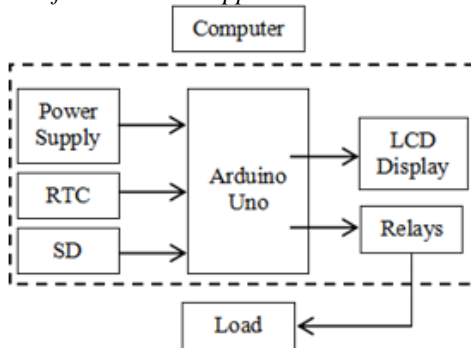 Computer
Power
Supply
RTC
SD
Arduino
Uno
LCD
Display
Relays
Load